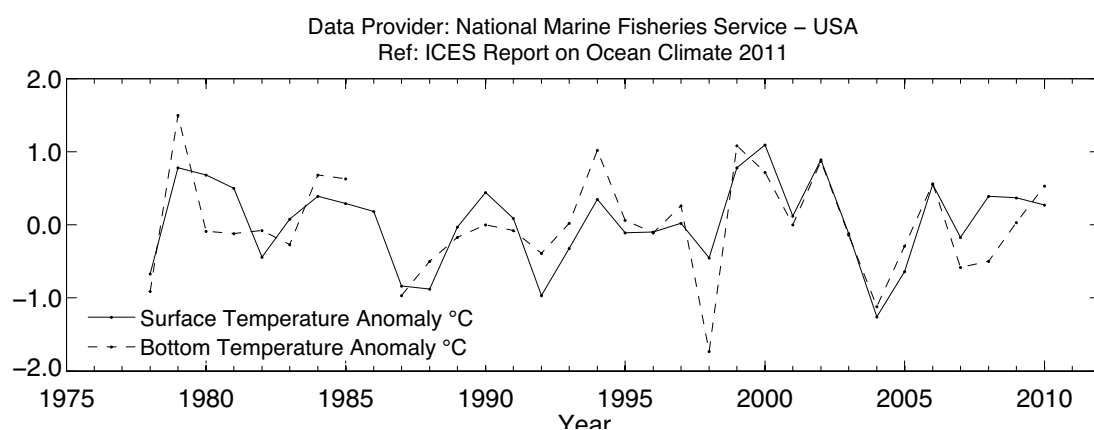 Data Provider: National Marine Fisheries Service – USA
Ref: ICES Report on Ocean Climate 2011
2.0
1.0
0.0
−1.0
−2.0
Surface Temperature Anomaly °C
Bottom Temperature Anomaly °C
1975 1980 1985 1990 1995 2000 2005 2010
Year